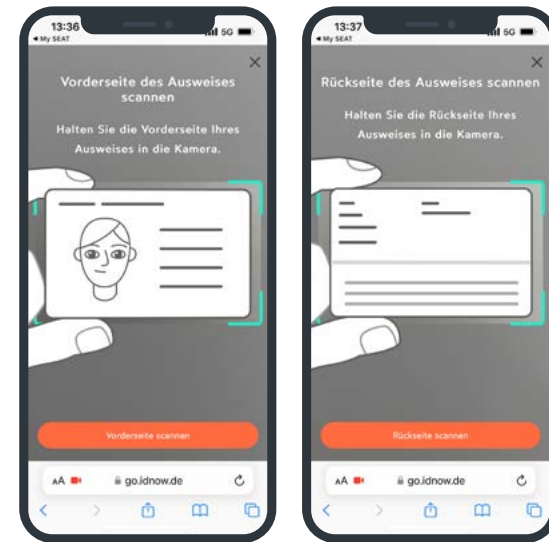 13:36
5G
◀ My SEAT
Vorderseite des Ausweises
scannen
Halten Sie die Vorderseite Ihres
Ausweises in die Kamera.
Vorderseite scannen
AA
go.idnow.de
13:37
5G
◀ My SEAT
Rückseite des Ausweises scannen
Halten Sie die Rückseite Ihres
Ausweises in die Kamera.
Rückseite scannen
AA
go.idnow.de